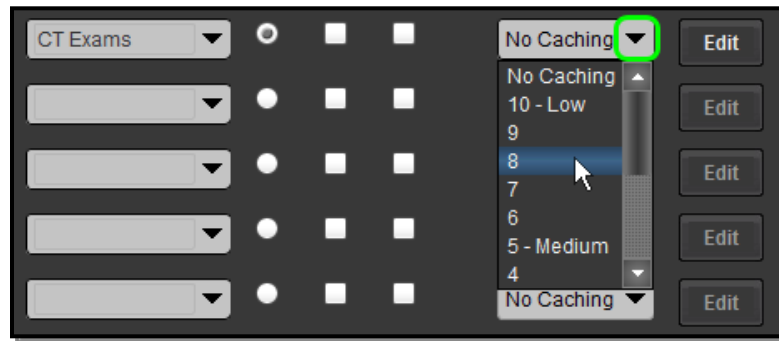 CT Exams No Caching Edit
No Caching
10 - Low
Edit
9
8
Edit
7
6
5 - Medium Edit
4
No Caching Edit